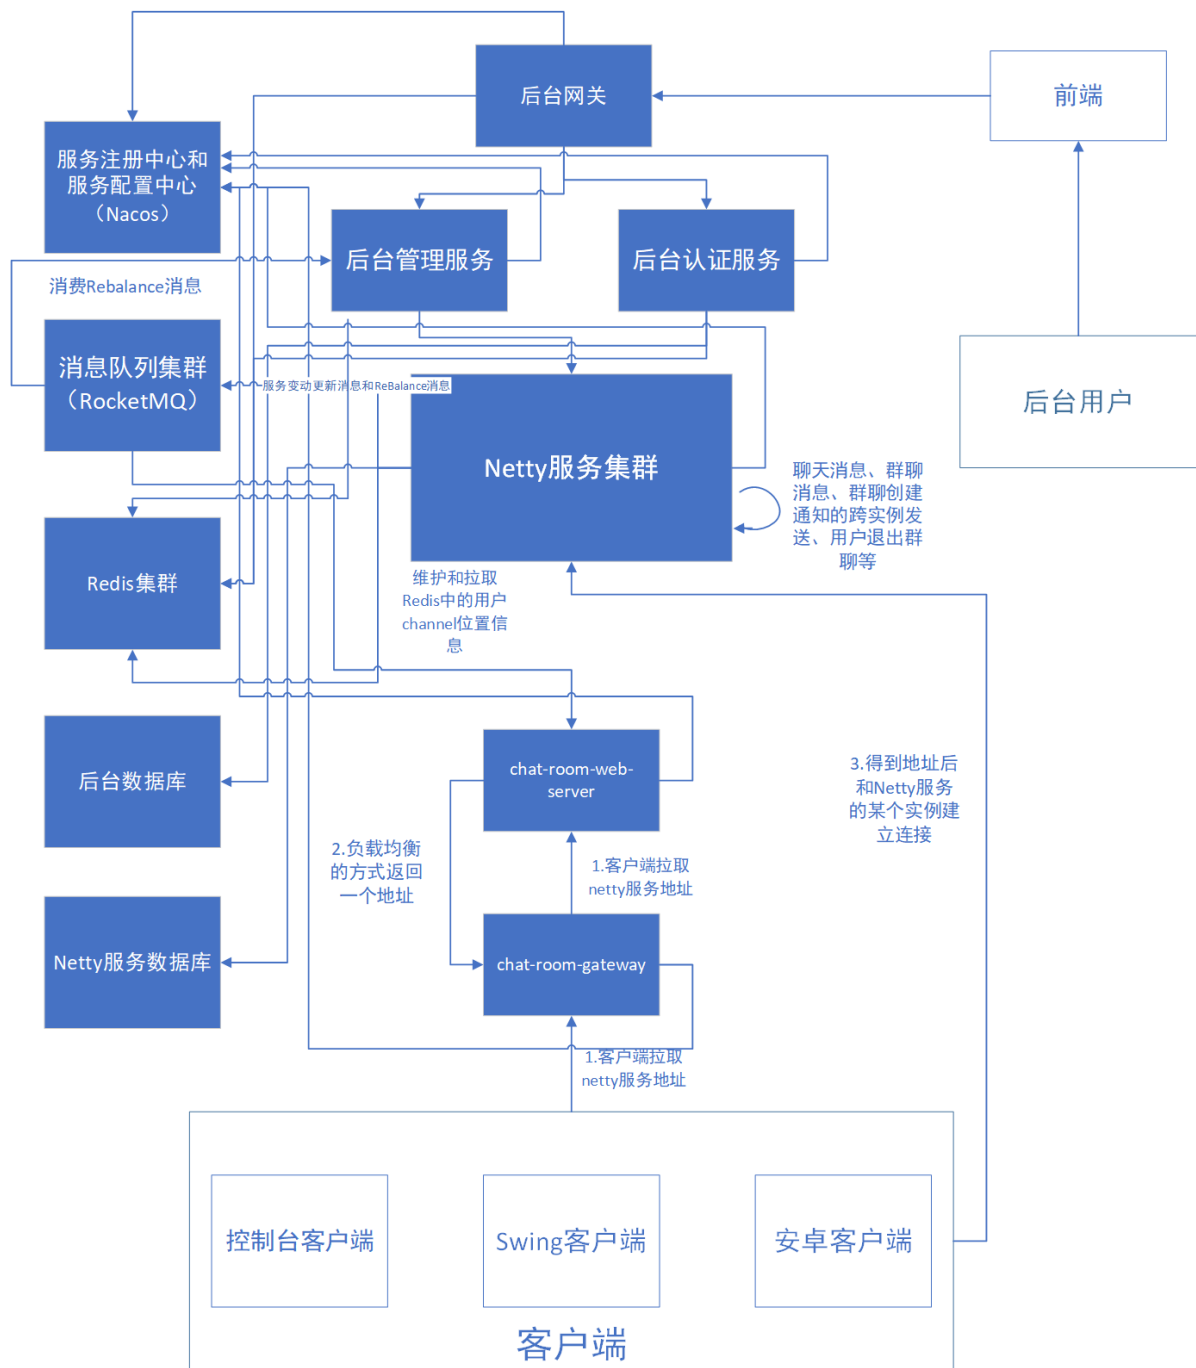 后台网关
前端
服务注册中心和
服务配置中心
（Nacos）
后台管理服务
后台认证服务
消费Rebalance消息
消息队列集群
（RocketMQ）
服务变动更新消息和ReBalance消息
后台用户
Netty服务集群
聊天消息、群聊
消息、群聊创建
通知的跨实例发
送、用户退出群
聊等
Redis集群
维护和拉取
Redis中的用户
channel位置信
息
后台数据库
chat-room-web-
server
3.得到地址后
和Netty服务
的某个实例建
立连接
2.负载均衡
的方式返回
一个地址
1.客户端拉取
netty服务地址
Netty服务数据库
chat-room-gateway
1.客户端拉取
netty服务地址
控制台客户端
Swing客户端
安卓客户端
客户端